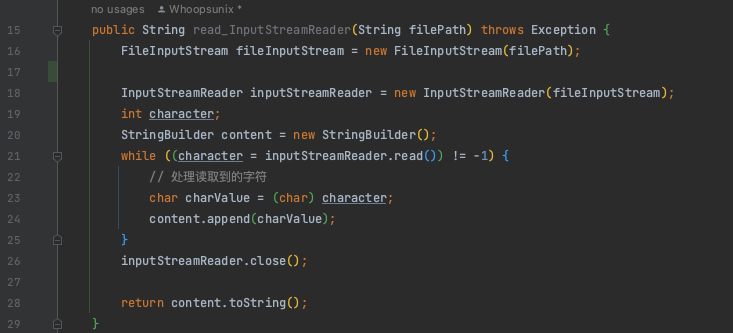 no usages Whoopsunix *
15 public String read_InputStreamReader(String filePath) throws Exception {
16 FileInputStream fileInputStream = new FileInputStream(filePath);
17
18 InputStreamReader inputStreamReader = new InputStreamReader(fileInputStream);
19 int character;
20 StringBuilder content = new StringBuilder();
21 while ((character = inputStreamReader.read()) != -1) {
22 // 处理读取到的字符
23 char charValue = (char) character;
24 content.append(charValue);
25 }
26 inputStreamReader.close();
27
28 return content.toString();
29 }